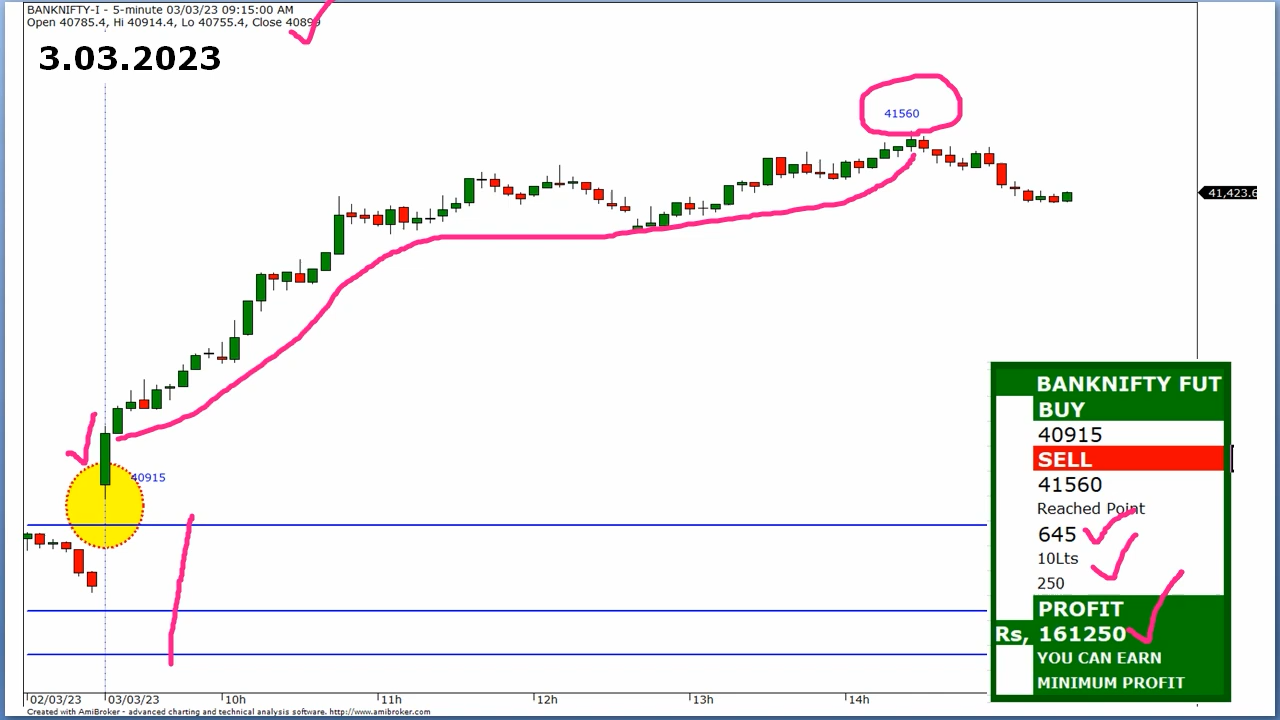 BANKNIFTY-I - 5-minute 03/03/23 09:15:00 AM
Open 40785.4, Hi 40914.4, Lo 40755.4, Close 40899
3.03.2023
41560
41,423.6
40915
BANKNIFTY FUT
BUY
40915
SELL
41560
Reached Point
645
10Lts
250
PROFIT
Rs, 161250
YOU CAN EARN
MINIMUM PROFIT
02/03/23 03/03/23 10h 11h 12h 13h 14h
Created with AmiBroker - advanced charting and technical analysis software. http://www.amibroker.com